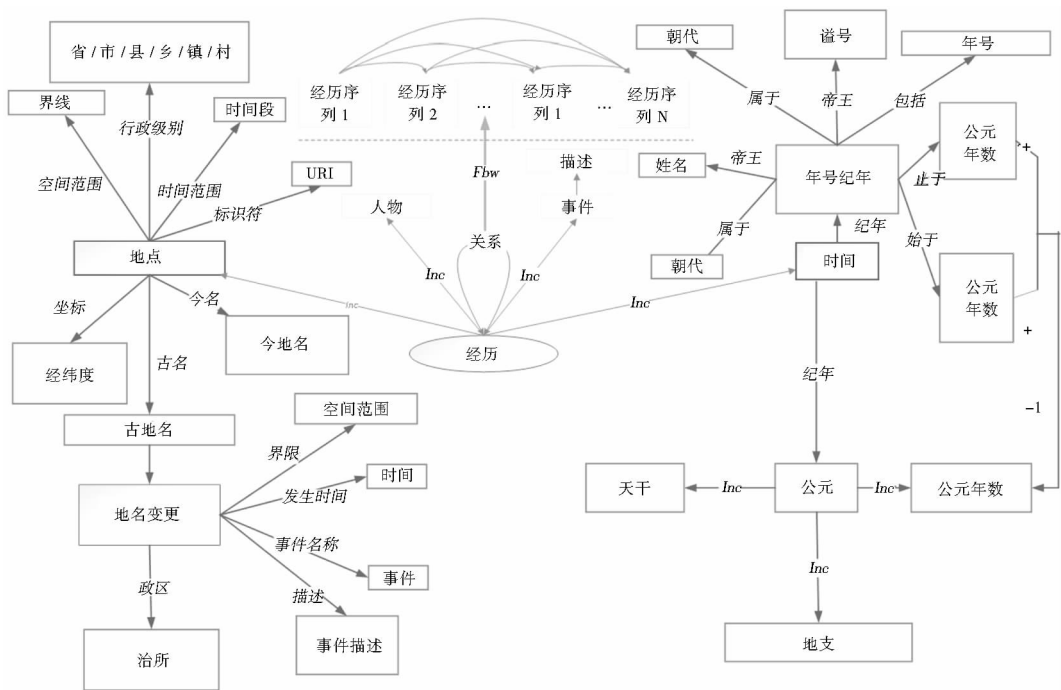 省/市/县/乡/镇/村
界线
行政级别
时间段
空间范围
时间范围
URI
标识符
地点
坐标
今名
经纬度
古名
今地名
古地名
地名变更
界限
空间范围
发生时间
时间
事件名称
事件
描述
事件描述
政区
治所
经历序
列 1
经历序
列 2
…
经历序
列 1
…
经历序
列 N
Fbw
描述
人物
事件
关系
Inc
Inc
Inc
Inc
经历
朝代
谥号
年号
属于
帝王
包括
姓名
帝王
年号纪年
止于
公元
年数
+
属于
朝代
纪年
时间
始于
公元
年数
+
纪年
-1
天干
Inc
公元
Inc
公元年数
Inc
地支